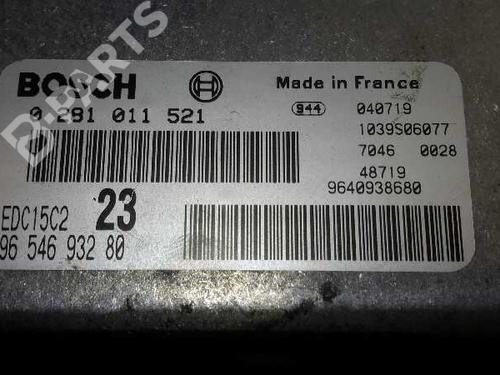 BOSCH
Made in France
0 281 011 521
944 040719
1039S06077
7046 0028
48719
9640938680
EDC15C2 23
96 546 932 80
B-PARTS